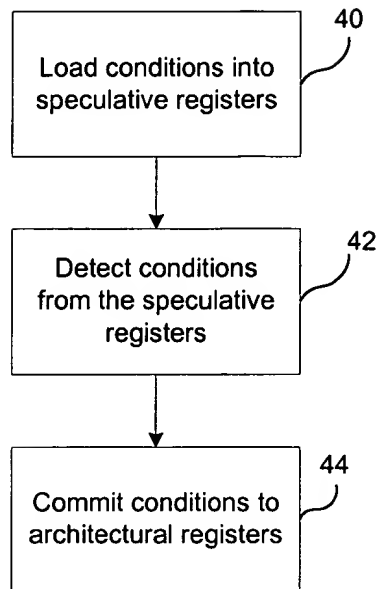 40
Load conditions into
speculative registers
42
Detect conditions
from the speculative
registers
44
Commit conditions to
architectural registers